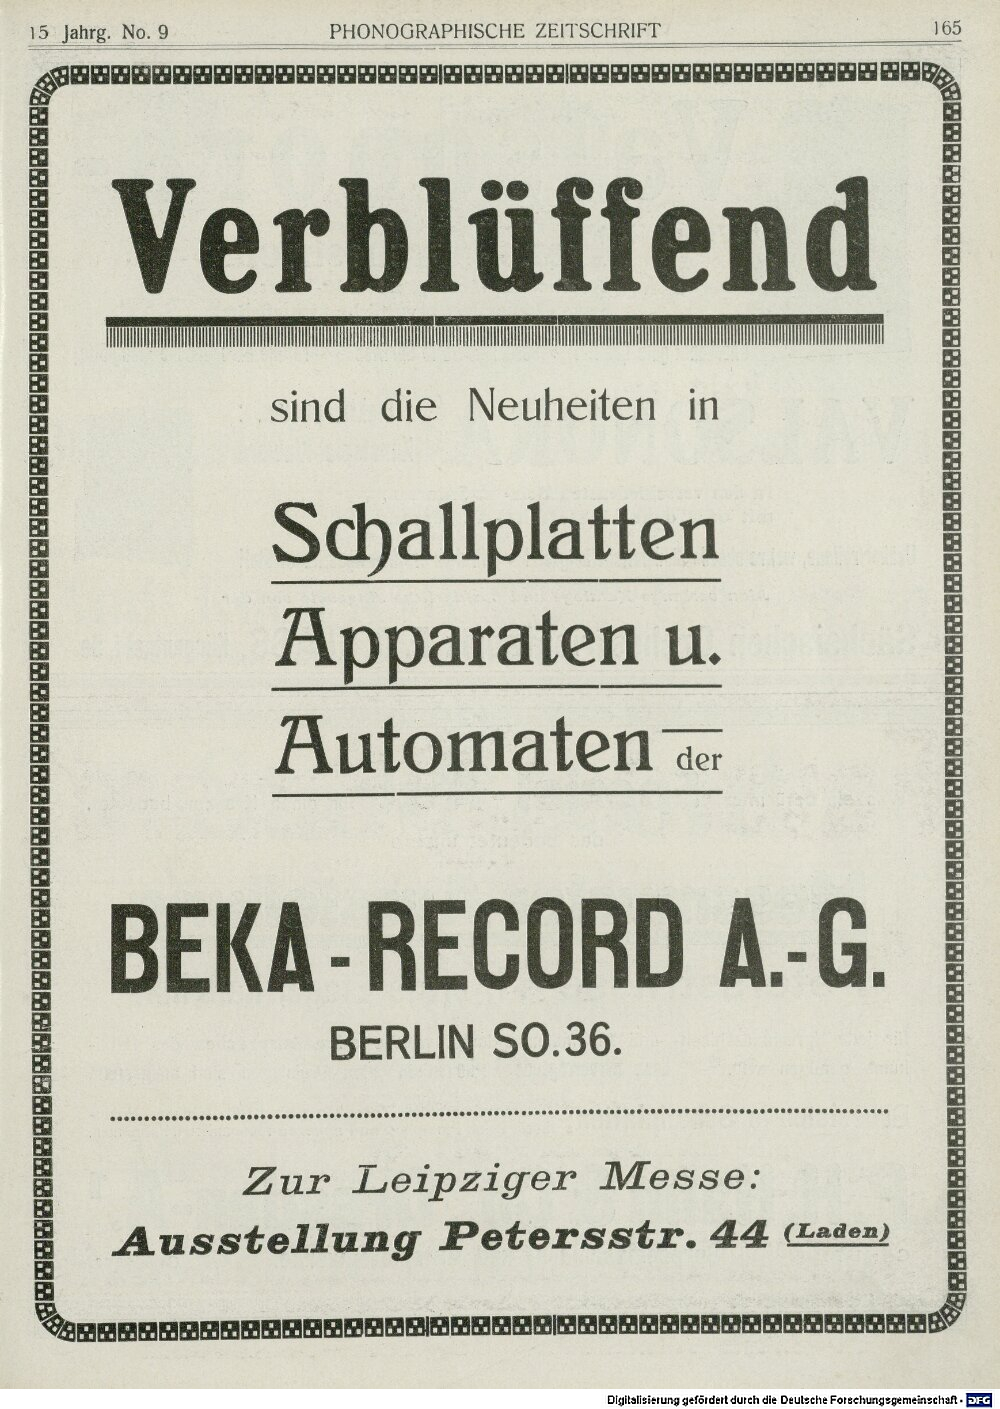 15 Jahrg. No. 9 PHONOGRAPHISCHE ZEITSCHRIFT 165
Verblüffend
sind die Neuheiten in
Schallplatten
Apparaten u.
Automaten der
BEKA-RECORD A.-G.
BERLIN SO.36.
Zur Leipziger Messe:
Ausstellung Petersstr. 44 (Laden)
Digitalisierung gefördert durch die Deutsche Forschungsgemeinschaft - DFG